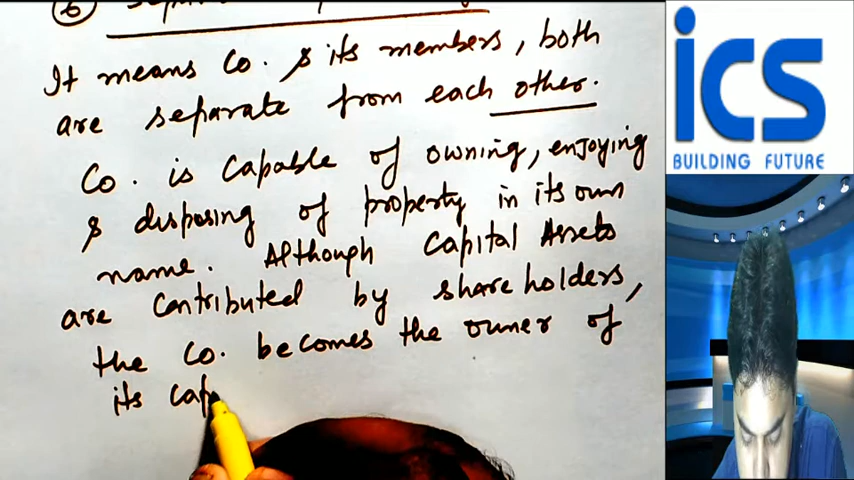 6
It means Co. & its members, both
are separate from each other.
Co. is capable of owning, enjoying
& disposing of property in its own
name. Although Capital Assets
are contributed by share holders,
the Co. becomes the owner of
its cap
ics
BUILDING FUTURE